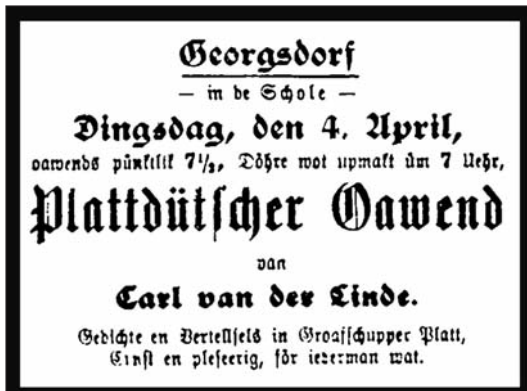 Georgsdorf
— in de Schole —
Dingsdag, den 4. April,
oawends pünktlik 7½, Döhre wot upmakt üm 7 Uehr,
Plattdütscher Oawend
van
Carl van der Linde.
Gedichte en Vertellsels in Groafschupper Platt,
Ernst en pleseerig, för iederman wat.